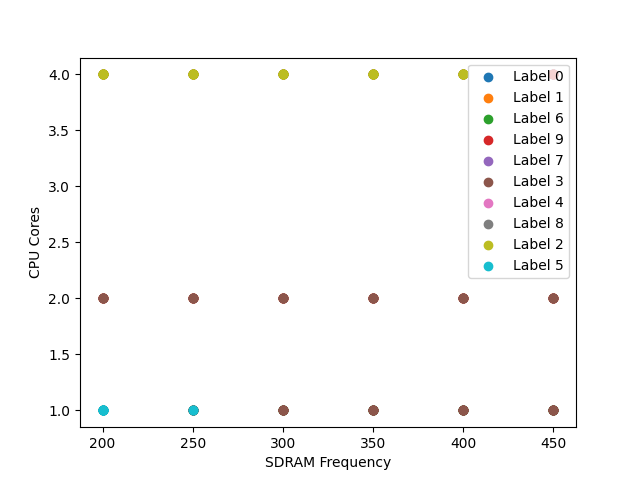 4.0
3.5
3.0
2.5
2.0
1.5
1.0
CPU Cores
200 250 300 350 400 450
SDRAM Frequency
Label 0
Label 1
Label 6
Label 9
Label 7
Label 3
Label 4
Label 8
Label 2
Label 5